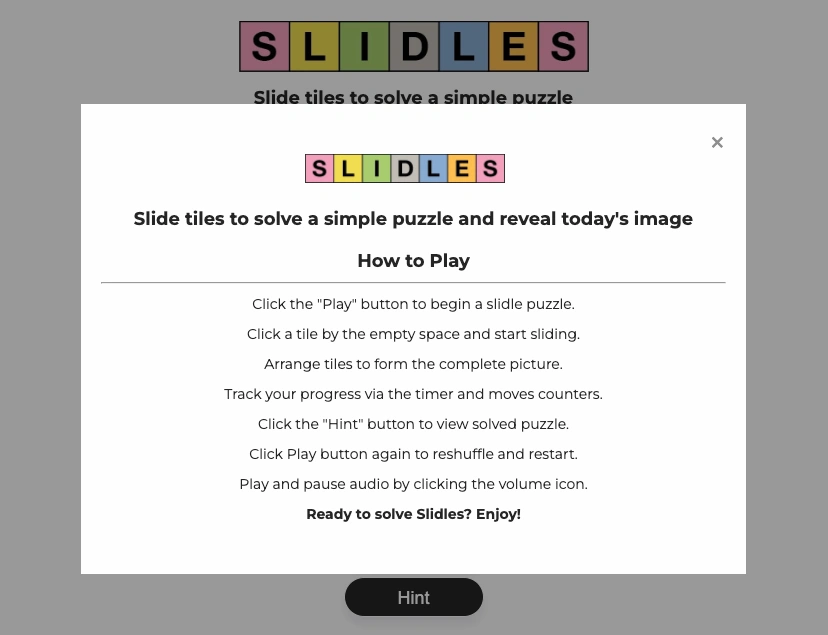 SLIDLES
Slide tiles to solve a simple puzzle
SLIDLES
×
Slide tiles to solve a simple puzzle and reveal today's image
How to Play
Click the "Play" button to begin a slidle puzzle.
Click a tile by the empty space and start sliding.
Arrange tiles to form the complete picture.
Track your progress via the timer and moves counters.
Click the "Hint" button to view solved puzzle.
Click Play button again to reshuffle and restart.
Play and pause audio by clicking the volume icon.
Ready to solve Slidles? Enjoy!
Hint